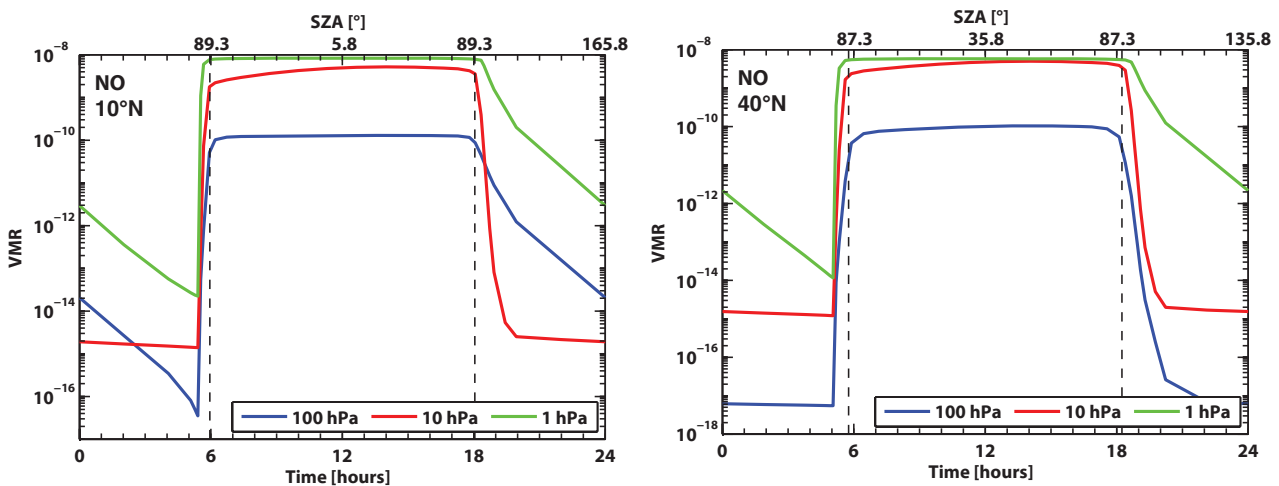 SZA [°]
89.3 5.8 89.3 165.8
10⁻⁸
10⁻¹⁰
10⁻¹²
10⁻¹⁴
10⁻¹⁶
VMR
NO
10°N
100 hPa 10 hPa 1 hPa
0 6 12 18 24
Time [hours]
SZA [°]
87.3 35.8 87.3 135.8
10⁻⁸
10⁻¹⁰
10⁻¹²
10⁻¹⁴
10⁻¹⁶
10⁻¹⁸
VMR
NO
40°N
100 hPa 10 hPa 1 hPa
0 6 12 18 24
Time [hours]